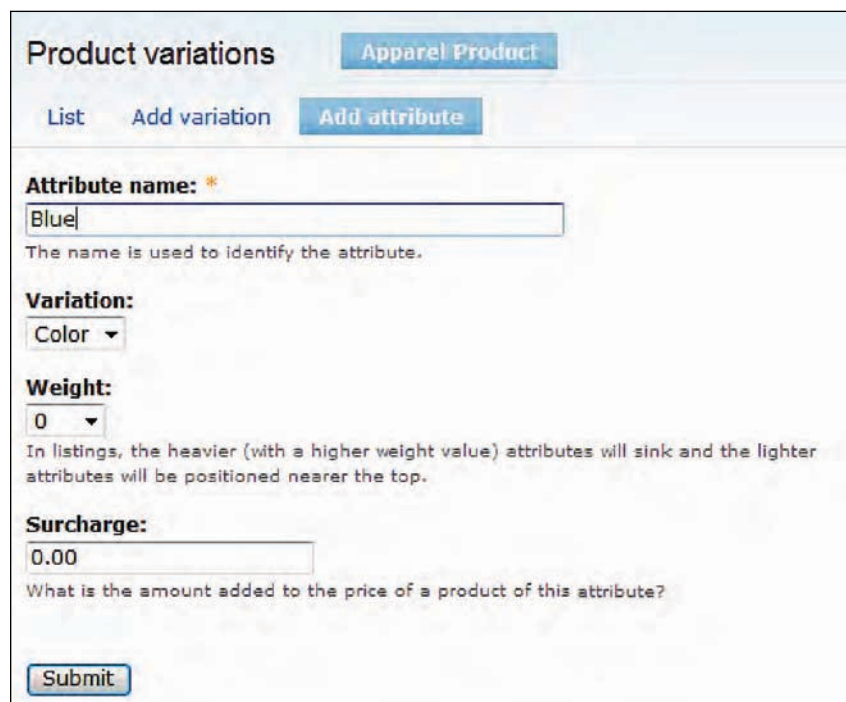 Product variations Apparel Product
List Add variation Add attribute
Attribute name: *
Blue
The name is used to identify the attribute.
Variation:
Color
Weight:
0
In listings, the heavier (with a higher weight value) attributes will sink and the lighter
attributes will be positioned nearer the top.
Surcharge:
0.00
What is the amount added to the price of a product of this attribute?
Submit